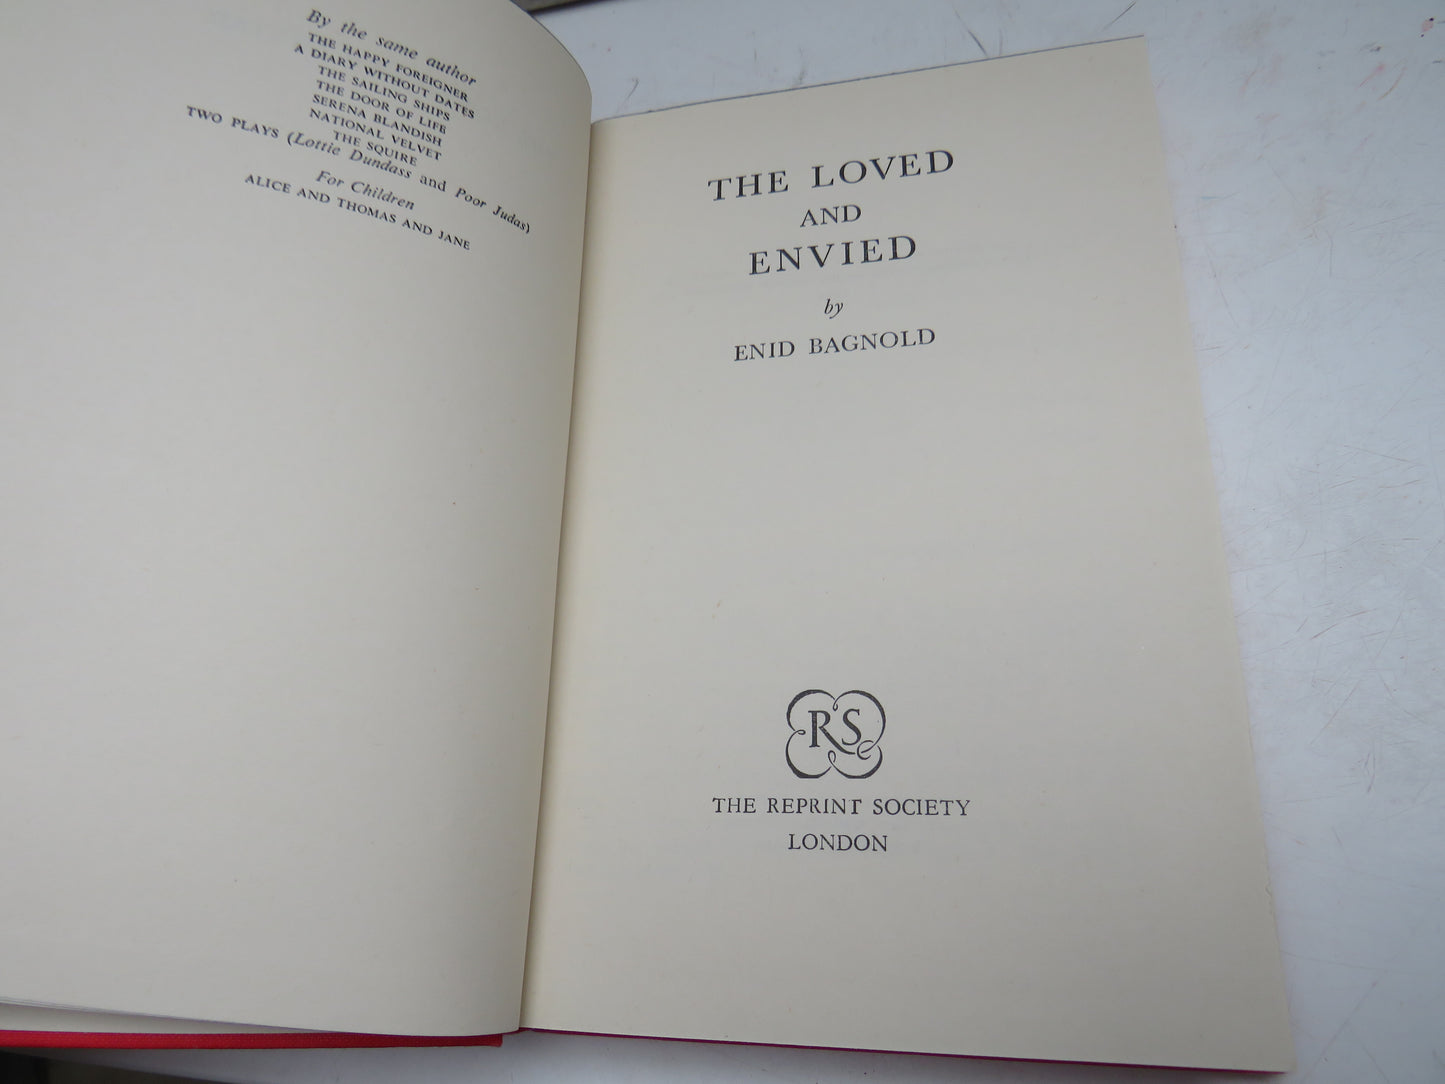 By the same author
THE HAPPY FOREIGNER
A DIARY WITHOUT DATES
THE SAILING SHIPS
THE DOOR OF LIFE
SERENA BLANDISH
NATIONAL VELVET
THE SQUIRE
TWO PLAYS (Lottie Dundass and Poor Judas)
For Children
ALICE AND THOMAS AND JANE
THE LOVED
AND
ENVIED
by
ENID BAGNOLD
RS
THE REPRINT SOCIETY
LONDON